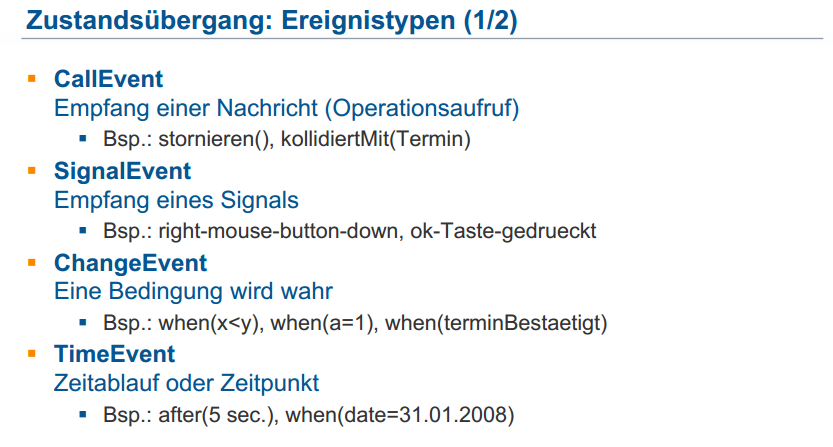 Zustandsübergang: Ereignistypen (1/2)
CallEvent
Empfang einer Nachricht (Operationsaufruf)
Bsp.: stornieren(), kollidiertMit(Termin)
SignalEvent
Empfang eines Signals
Bsp.: right-mouse-button-down, ok-Taste-gedrueckt
ChangeEvent
Eine Bedingung wird wahr
Bsp.: when(x<y), when(a=1), when(terminBestaetigt)
TimeEvent
Zeitablauf oder Zeitpunkt
Bsp.: after(5 sec.), when(date=31.01.2008)